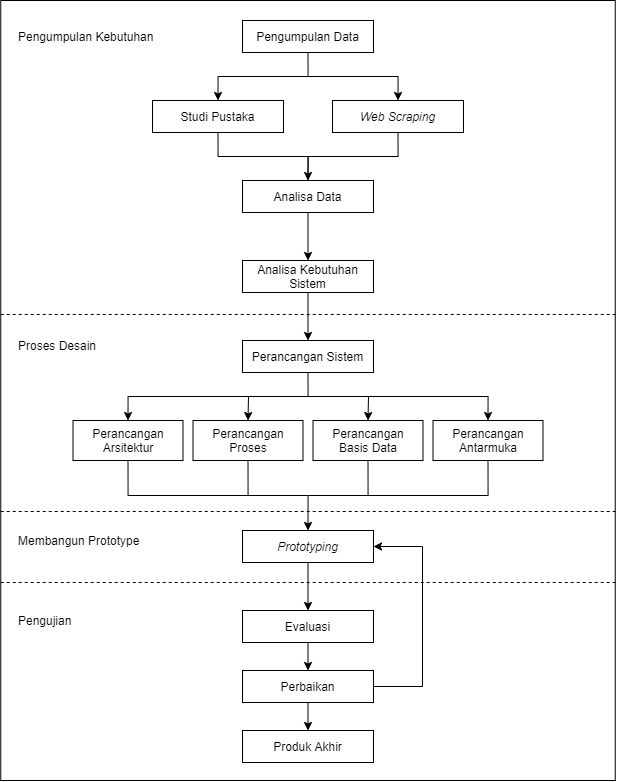 Pengumpulan Kebutuhan
Pengumpulan Data
Studi Pustaka
Web Scraping
Analisa Data
Analisa Kebutuhan
Sistem
Proses Desain
Perancangan Sistem
Perancangan
Arsitektur
Perancangan
Proses
Perancangan
Basis Data
Perancangan
Antarmuka
Membangun Prototype
Prototyping
Pengujian
Evaluasi
Perbaikan
Produk Akhir